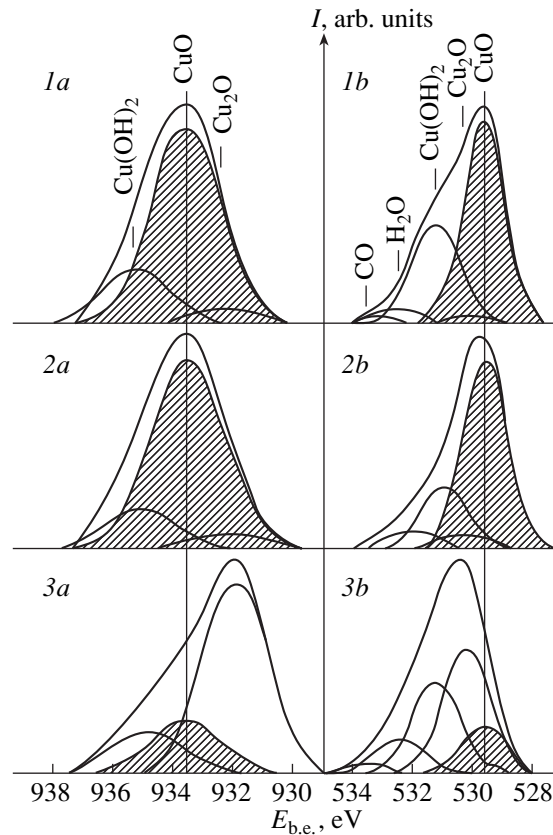 I, arb. units
1a
Cu(OH)₂
CuO
Cu₂O
1b
CO
H₂O
Cu(OH)₂
Cu₂O
CuO
2a
2b
3a
3b
938 936 934 932 930 534 532 530 528
E_b.e., eV